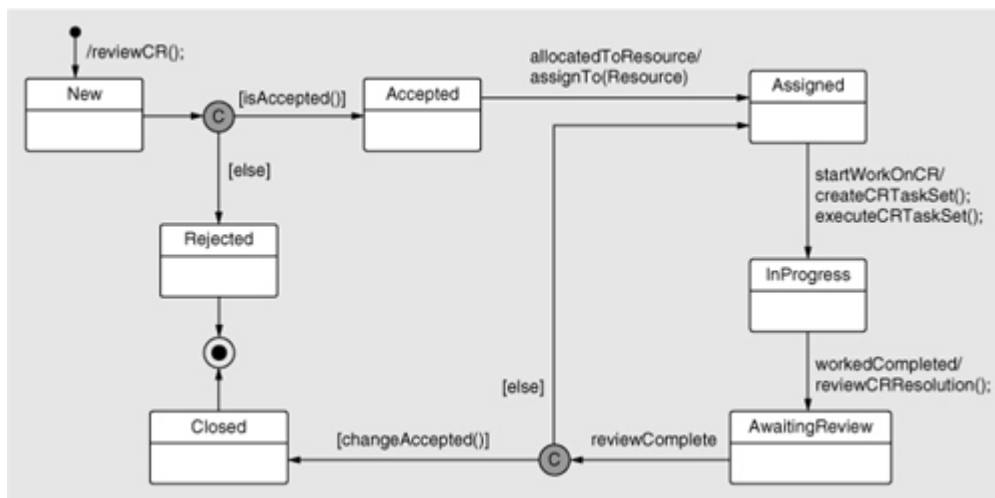 /reviewCR();
New
C
[isAccepted()]
Accepted
allocatedToResource/
assignTo(Resource)
Assigned
[else]
Rejected
startWorkOnCR/
createCRTaskSet();
executeCRTaskSet();
InProgress
workedCompleted/
reviewCRResolution();
AwaitingReview
reviewComplete
C
[else]
[changeAccepted()]
Closed